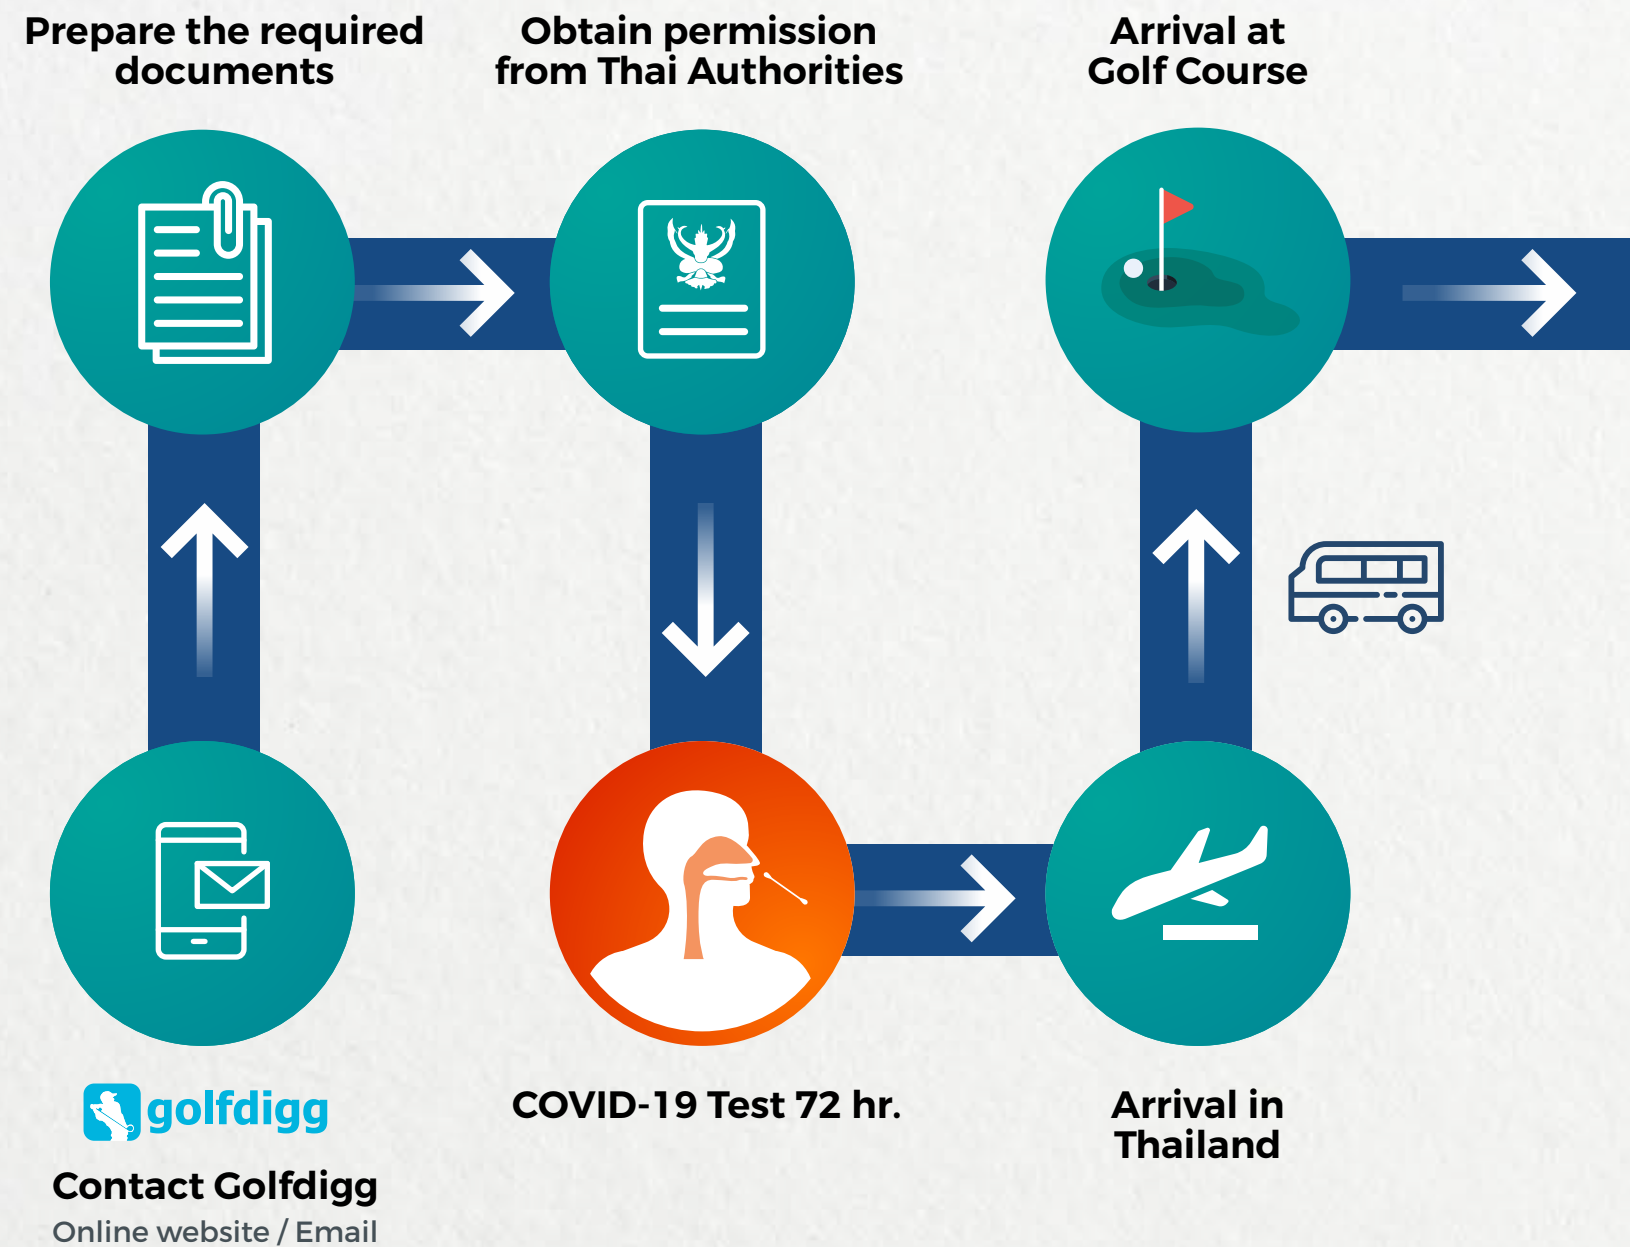 Prepare the required
documents
Obtain permission
from Thai Authorities
Arrival at
Golf Course
golfdigg
Contact Golfdigg
Online website / Email
COVID-19 Test 72 hr.
Arrival in
Thailand